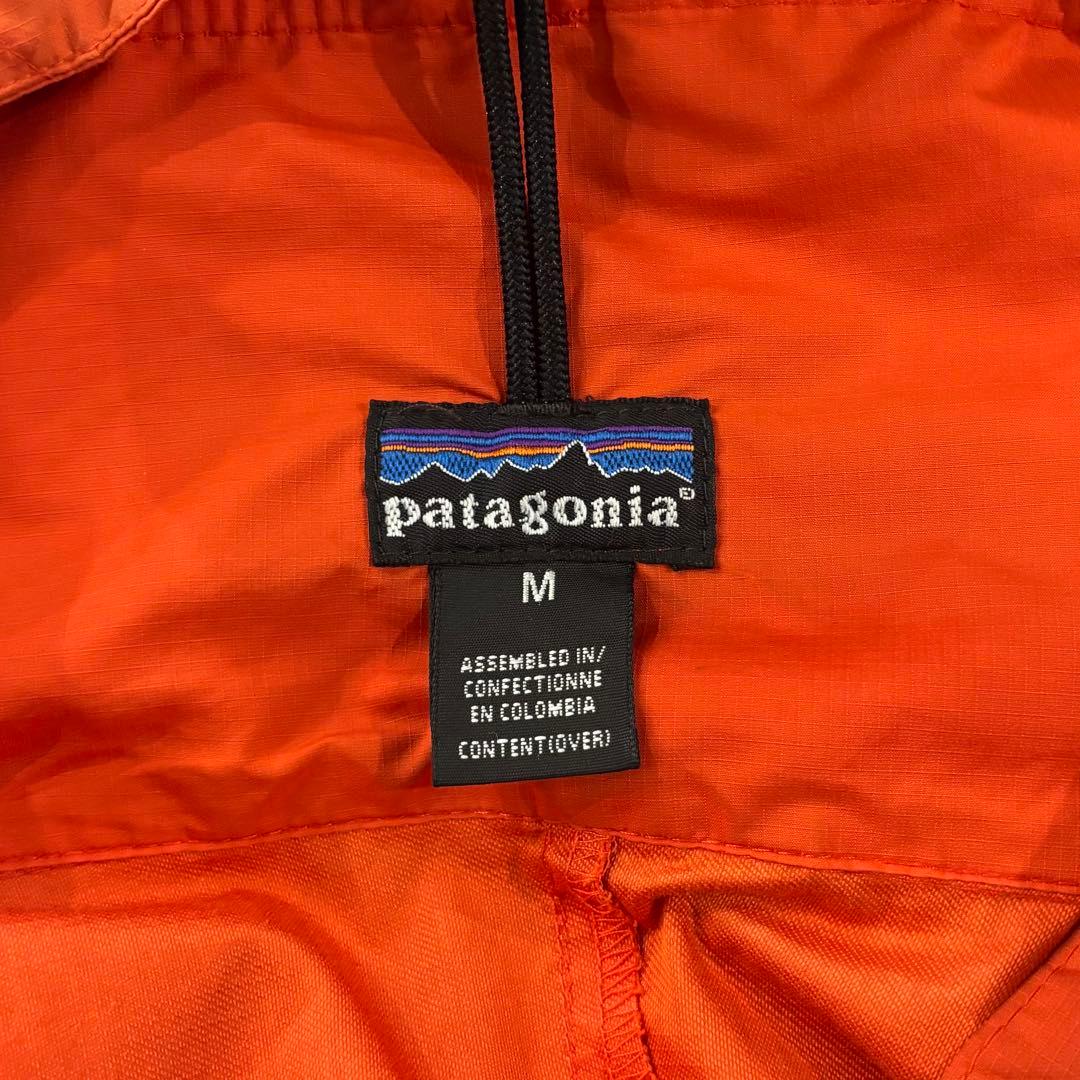 patagonia®
M
ASSEMBLED IN/
CONFECTIONNE
EN COLOMBIA
CONTENT(OVER)